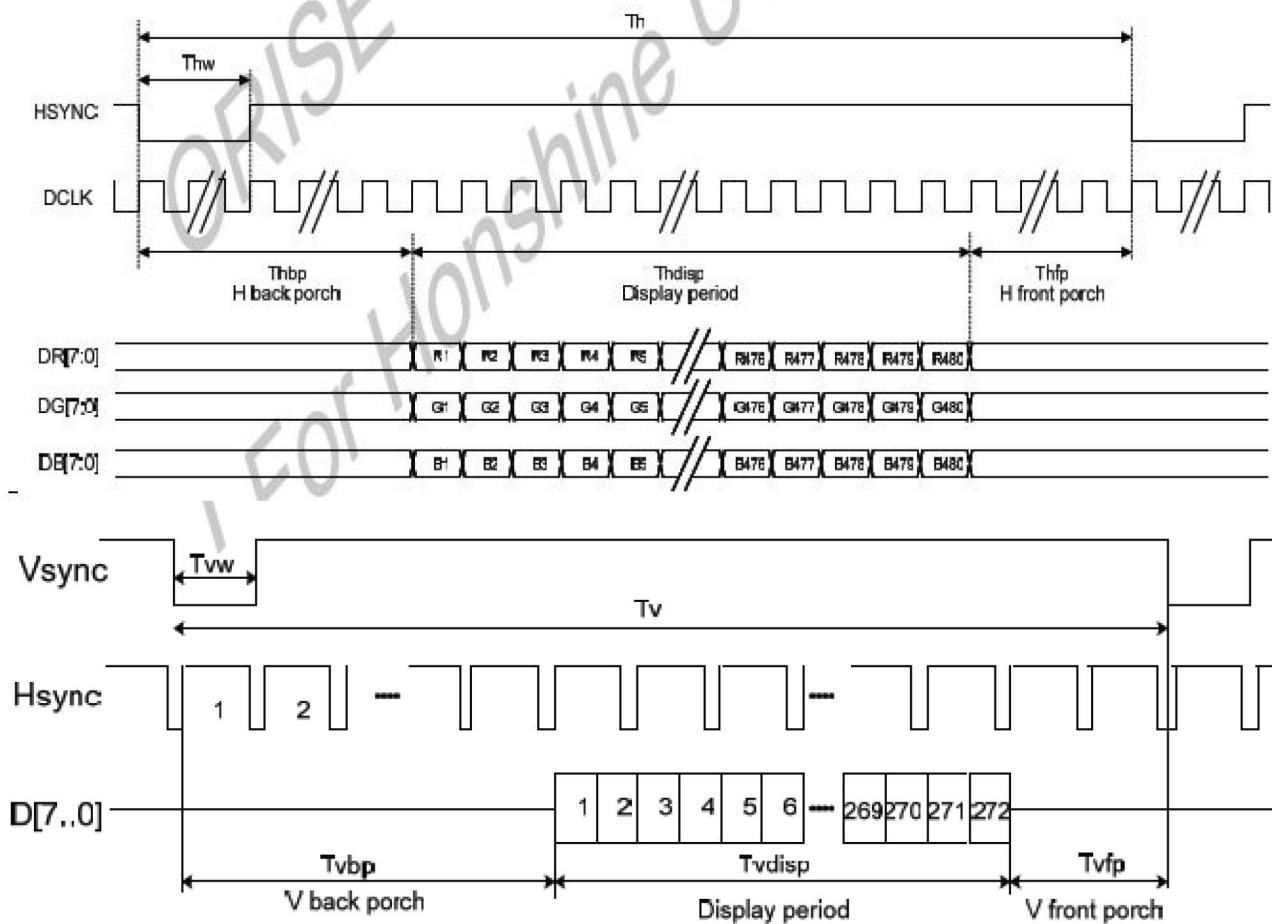 ORISE
For Honshine
Th
Thw
HSYNC
DCLK
Thbp
H back porch
Thdisp
Display period
Thfp
H front porch
DR[7:0] R1 R2 R3 R4 R5 R476 R477 R478 R479 R480
DG[7:0] G1 G2 G3 G4 G5 G476 G477 G478 G479 G480
DB[7:0] B1 B2 B3 B4 B5 B476 B477 B478 B479 B480
Vsync
Tvw
Tv
Hsync 1 2 ---- ----
D[7..0] 1 2 3 4 5 6 ---- 269 270 271 272
Tvbp
V back porch
Tvdisp
Display period
Tvfp
V front porch